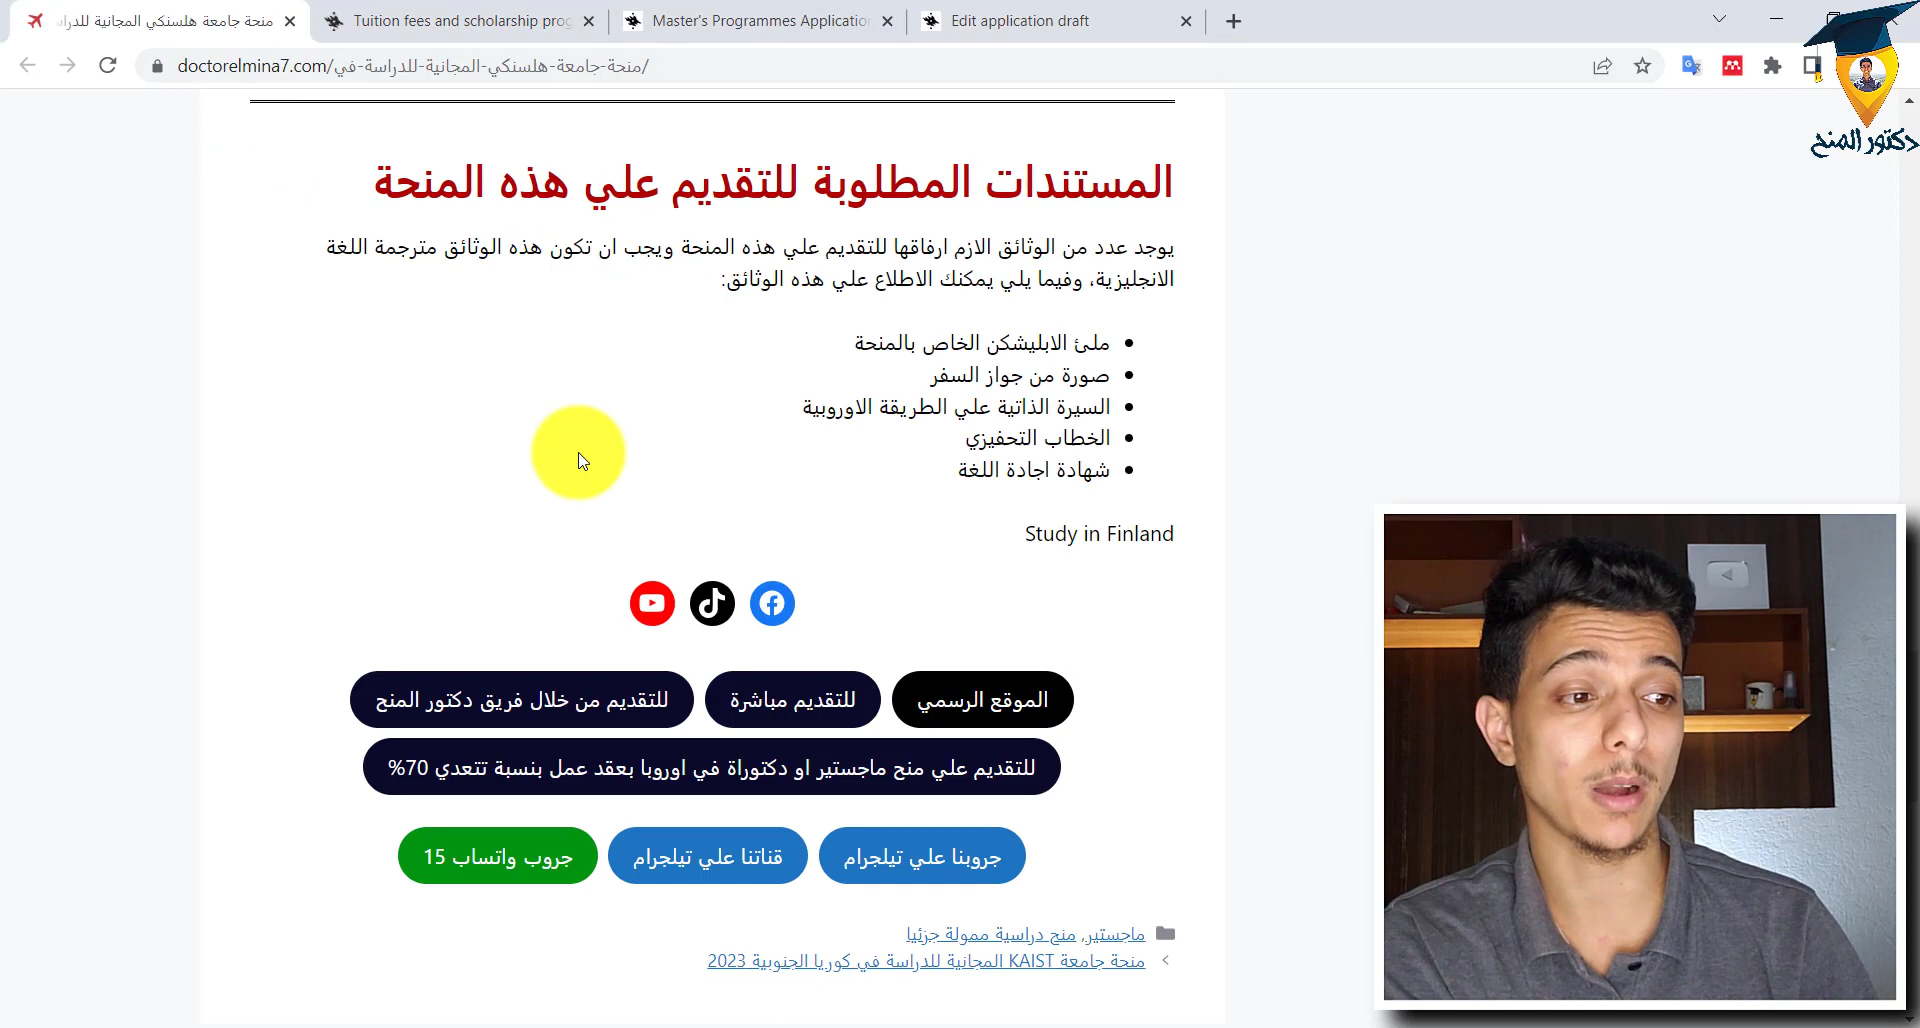 منحة جامعة هلسنكي المجانية للدرا
Tuition fees and scholarship prog
Master's Programmes Application
Edit application draft
doctorelmina7.com/منحة-جامعة-هلسنكي-المجانية-للدراسة-في/
دكتور المنح
المستندات المطلوبة للتقديم علي هذه المنحة
يوجد عدد من الوثائق الازم ارفاقها للتقديم علي هذه المنحة ويجب ان تكون هذه الوثائق مترجمة اللغة
الانجليزية، وفيما يلي يمكنك الاطلاع علي هذه الوثائق:
ملئ الابليشكن الخاص بالمنحة
صورة من جواز السفر
السيرة الذاتية علي الطريقة الاوروبية
الخطاب التحفيزي
شهادة اجادة اللغة
Study in Finland
الموقع الرسمي
للتقديم مباشرة
للتقديم من خلال فريق دكتور المنح
للتقديم علي منح ماجستير او دكتوراة في اوروبا بعقد عمل بنسبة تتعدي 70%
جروبنا علي تيلجرام
قناتنا علي تيلجرام
جروب واتساب 15
ماجستير, منح دراسية ممولة جزئيا
منحة جامعة KAIST المجانية للدراسة في كوريا الجنوبية 2023